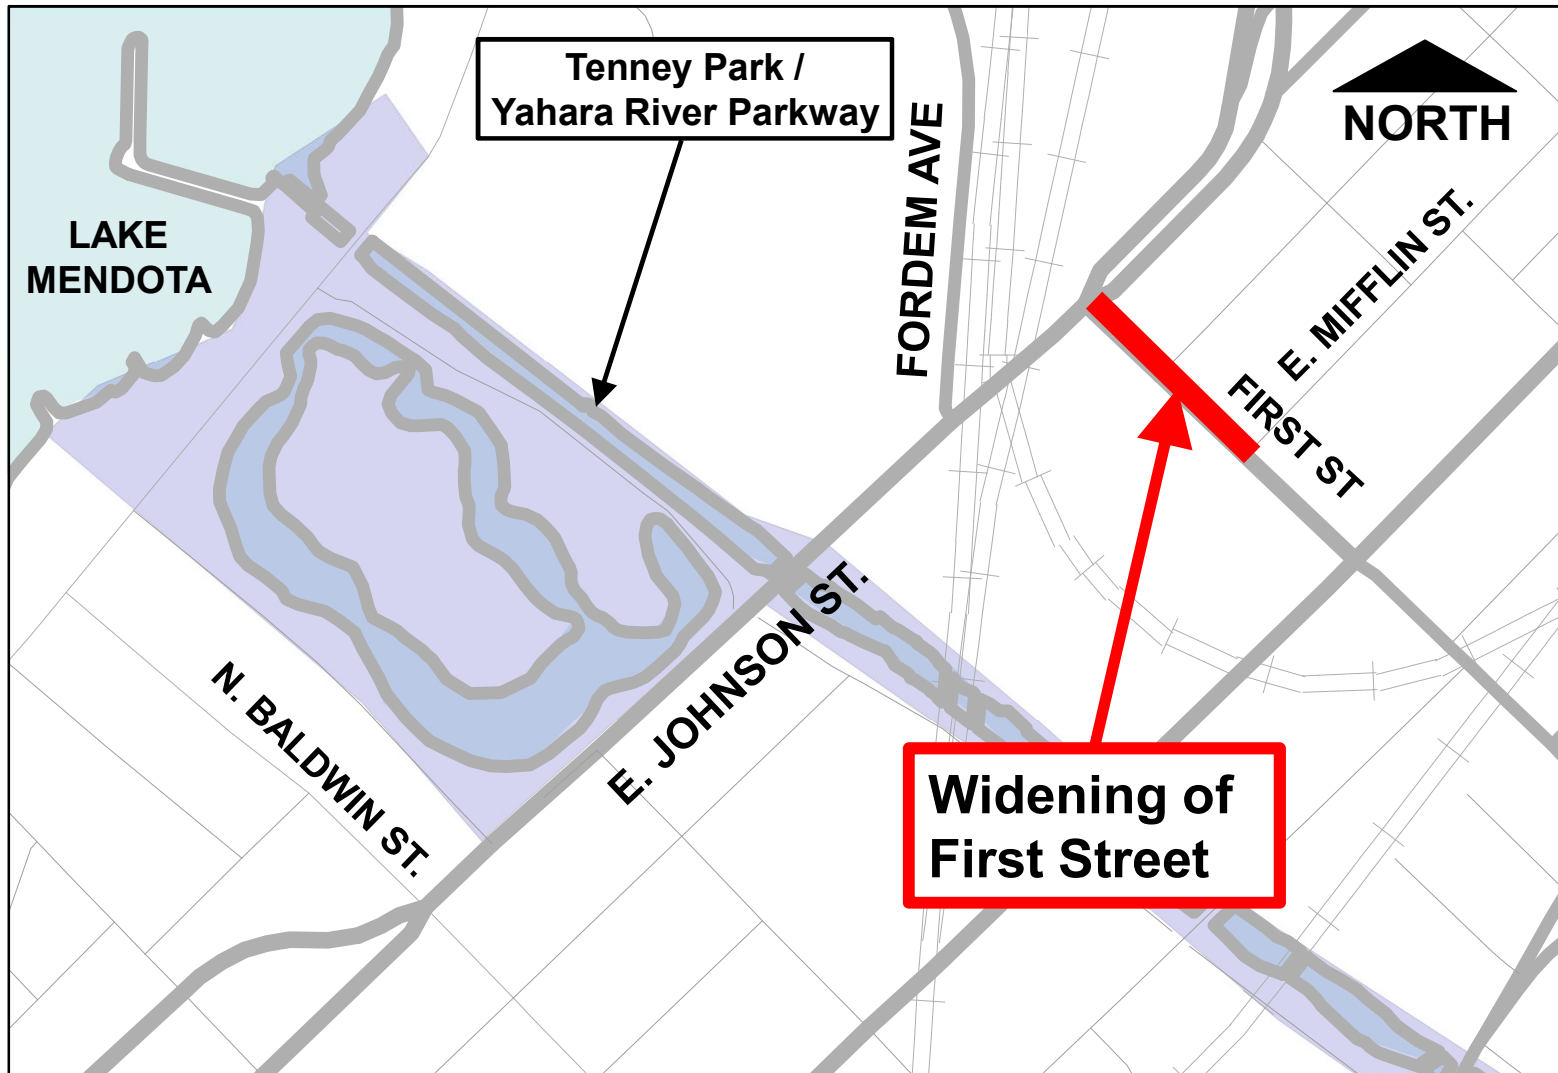 Tenney Park /
Yahara River Parkway
NORTH
FORDEM AVE
LAKE
MENDOTA
E. MIFFLIN ST.
FIRST ST
E. JOHNSON ST.
N. BALDWIN ST.
Widening of
First Street